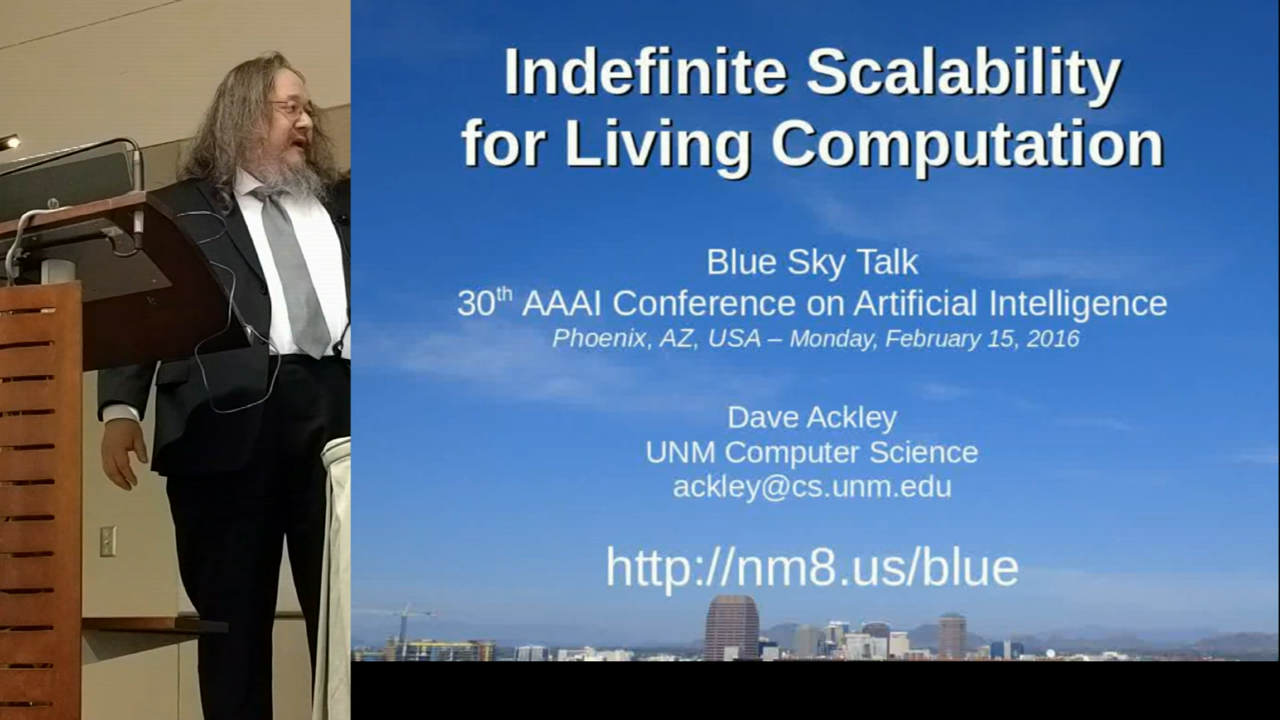 Indefinite Scalability
for Living Computation
Blue Sky Talk
30th AAAI Conference on Artificial Intelligence
Phoenix, AZ, USA – Monday, February 15, 2016
Dave Ackley
UNM Computer Science
ackley@cs.unm.edu
http://nm8.us/blue